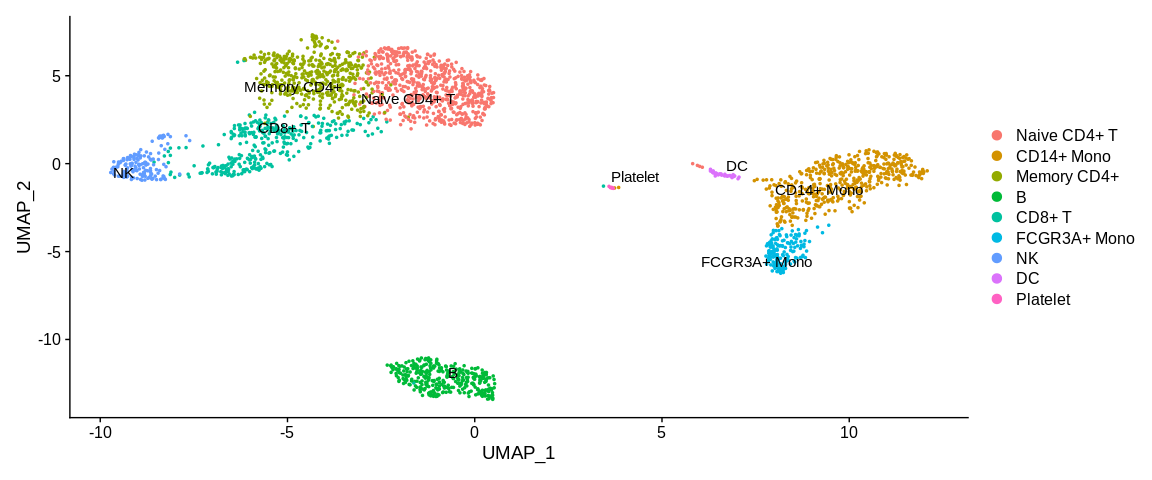 5
0
-5
-10
-10
-5
0
5
10
UMAP_1
UMAP_2
Memory CD4+
Naive CD4+ T
CD8+ T
NK
DC
Platelet
CD14+ Mono
FCGR3A+ Mono
B
Naive CD4+ T
CD14+ Mono
Memory CD4+
B
CD8+ T
FCGR3A+ Mono
NK
DC
Platelet